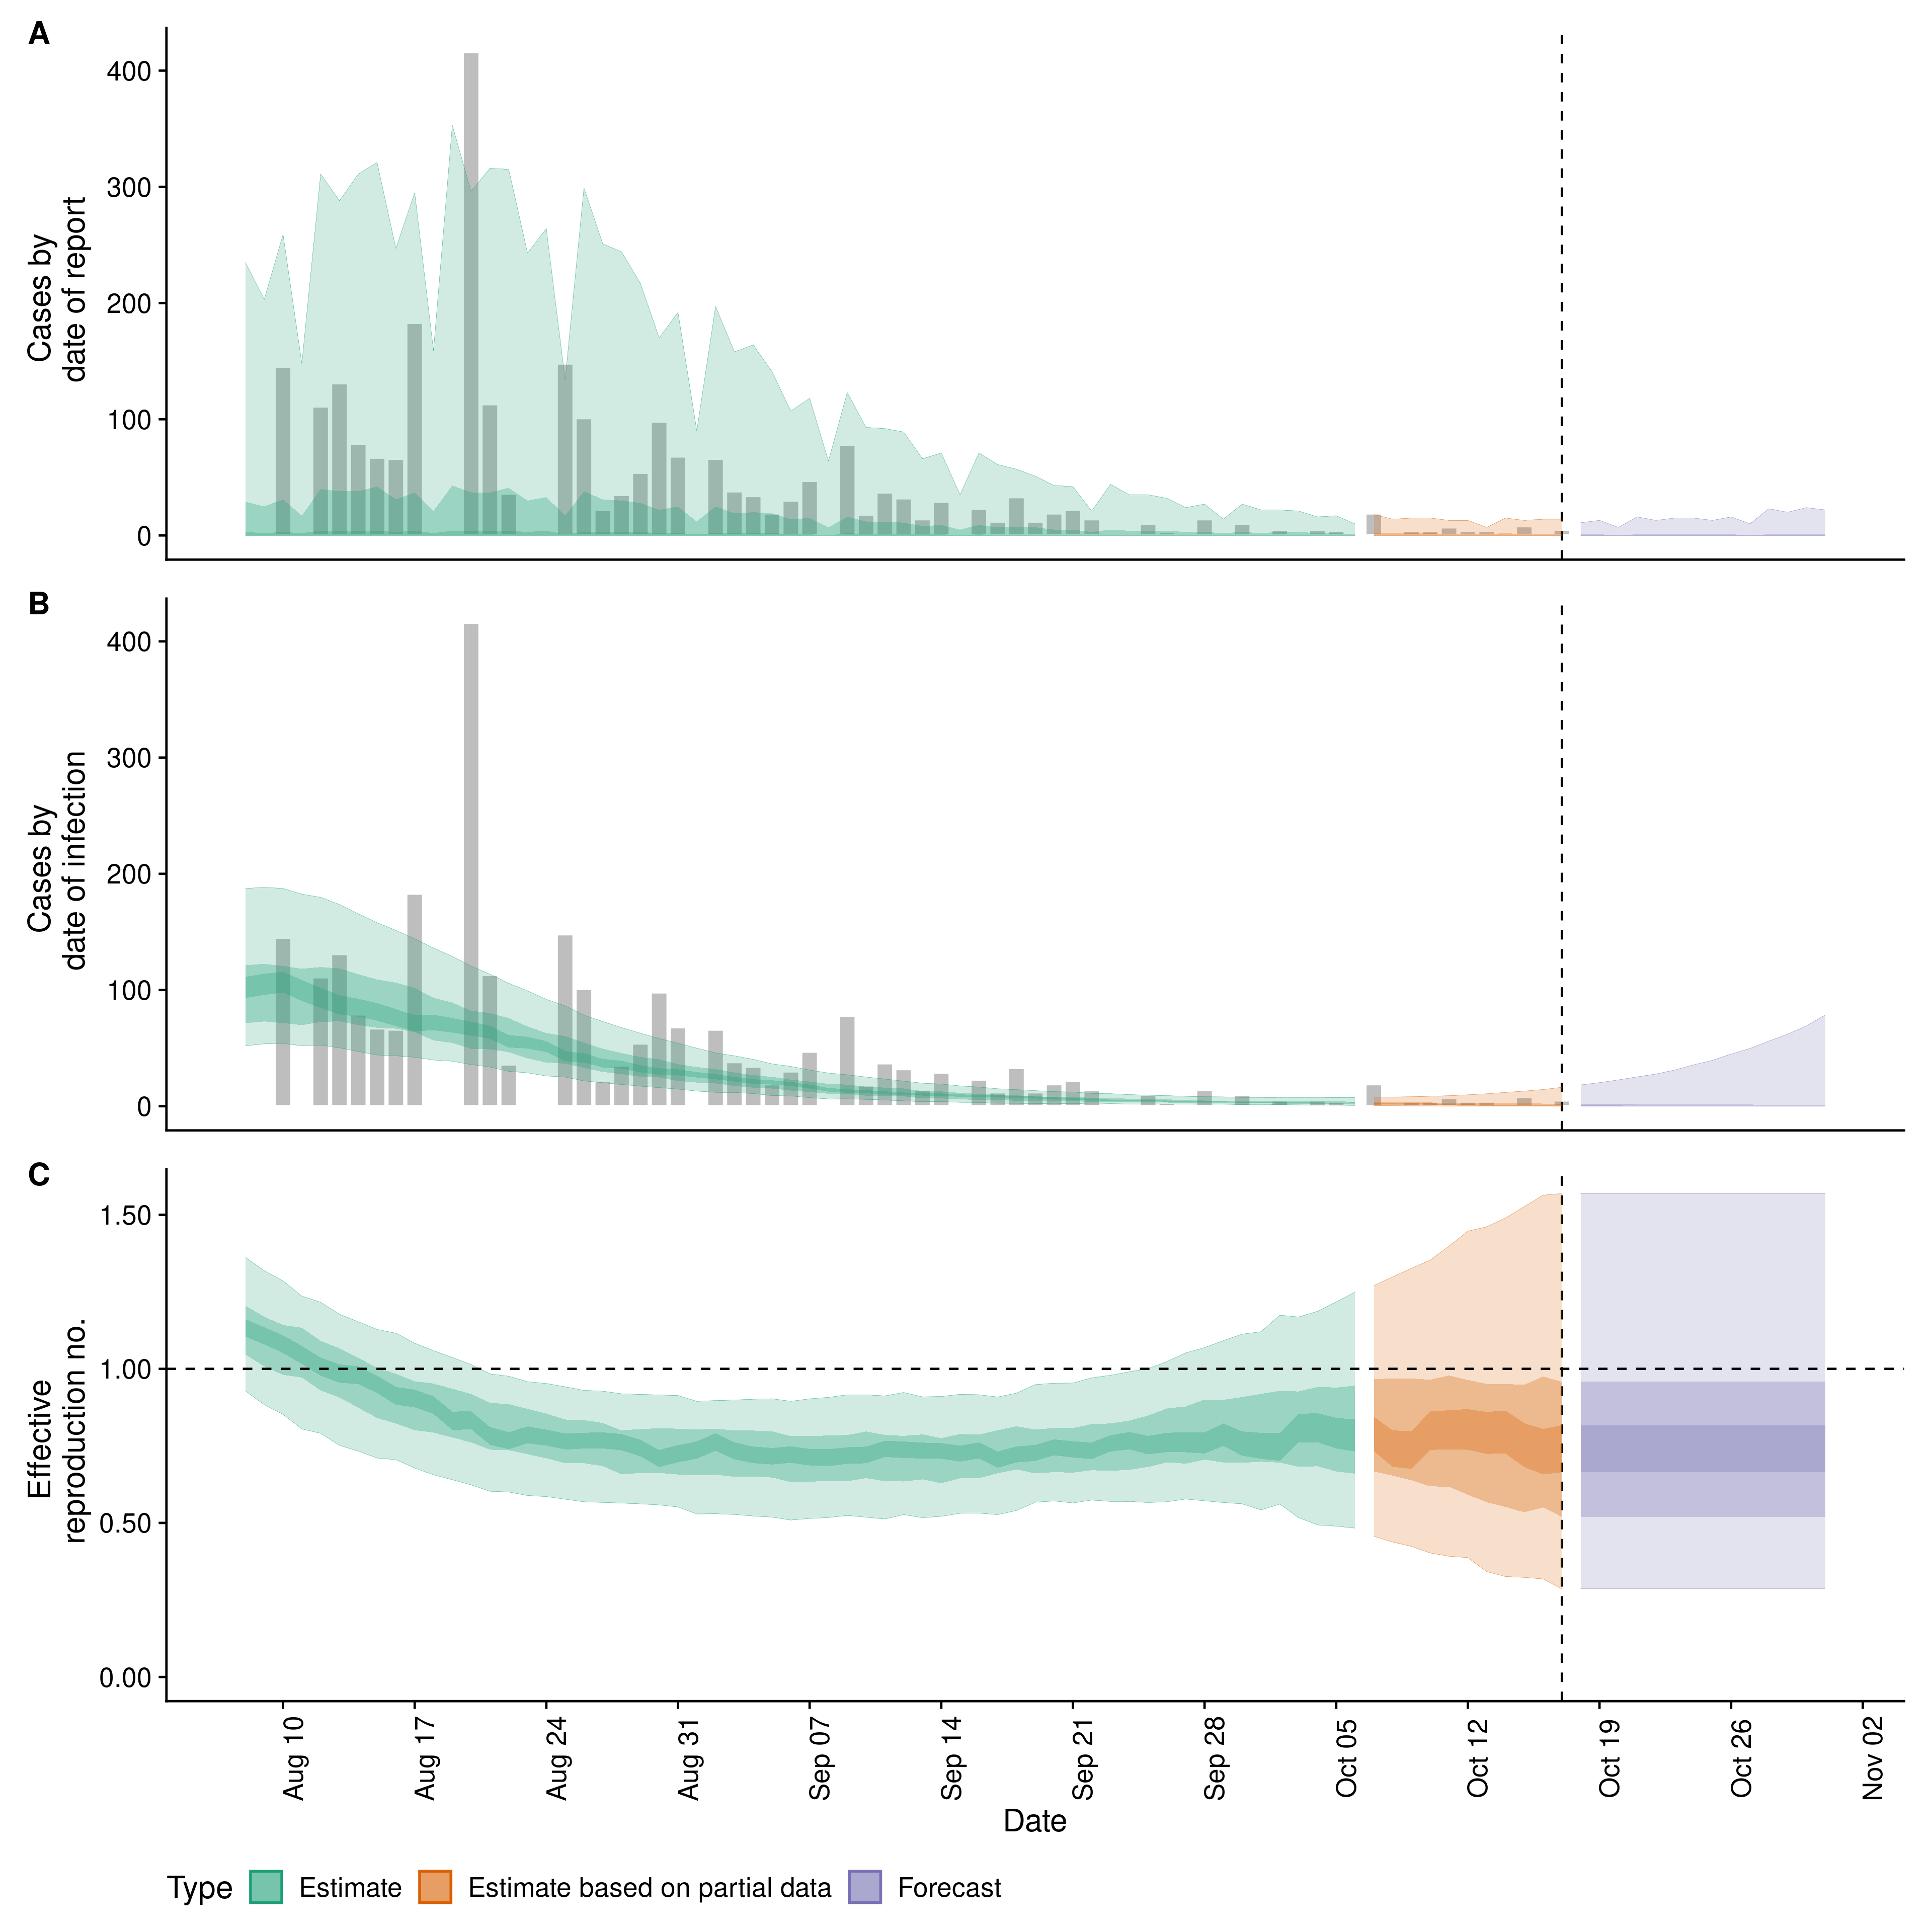 A
400
300
200
100
0
Cases by
date of report
B
400
300
200
100
0
Cases by
date of infection
C
1.50
1.00
0.50
0.00
Effective
reproduction no.
Aug 10
Aug 17
Aug 24
Aug 31
Sep 07
Sep 14
Sep 21
Sep 28
Oct 05
Oct 12
Oct 19
Oct 26
Nov 02
Date
Type Estimate Estimate based on partial data Forecast